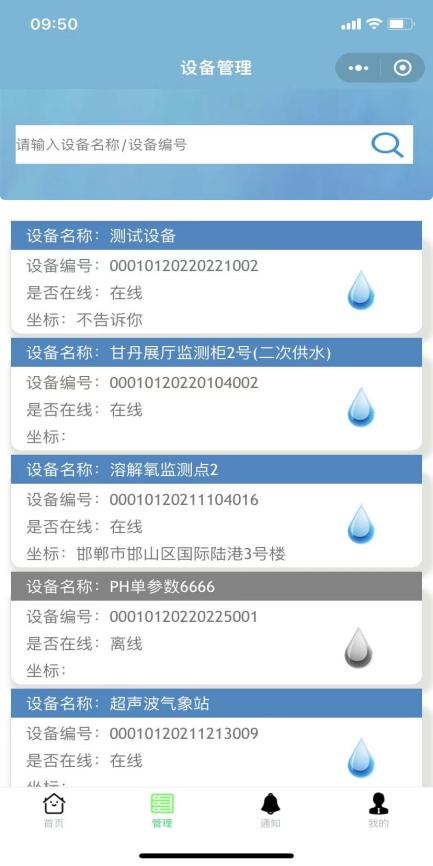 09:50
设备管理
请输入设备名称/设备编号
设备名称：测试设备
设备编号：00010120220221002
是否在线：在线
坐标：不告诉你
设备名称：甘丹展厅监测柜2号(二次供水)
设备编号：00010120220104002
是否在线：在线
坐标：
设备名称：溶解氧监测点2
设备编号：00010120211104016
是否在线：在线
坐标：邯郸市邯山区国际陆港3号楼
设备名称：PH单参数6666
设备编号：00010120220225001
是否在线：离线
坐标：
设备名称：超声波气象站
设备编号：00010120211213009
是否在线：在线
首页
管理
通知
我的